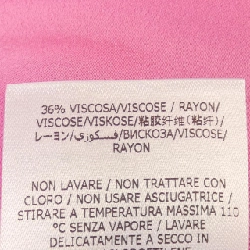 36% VISCOSA/VISCOSE / RAYON/
VISCOSE/VISKOSE/粘胶纤维(粘纤)/
レーヨン/فسكوزي/ВИСКОЗА/VISCOSE/
RAYON
NON LAVARE / NON TRATTARE CON
CLORO / NON USARE ASCIUGATRICE /
STIRARE A TEMPERATURA MASSIMA 110
°C SENZA VAPORE / LAVARE
DELICATAMENTE A SECCO IN